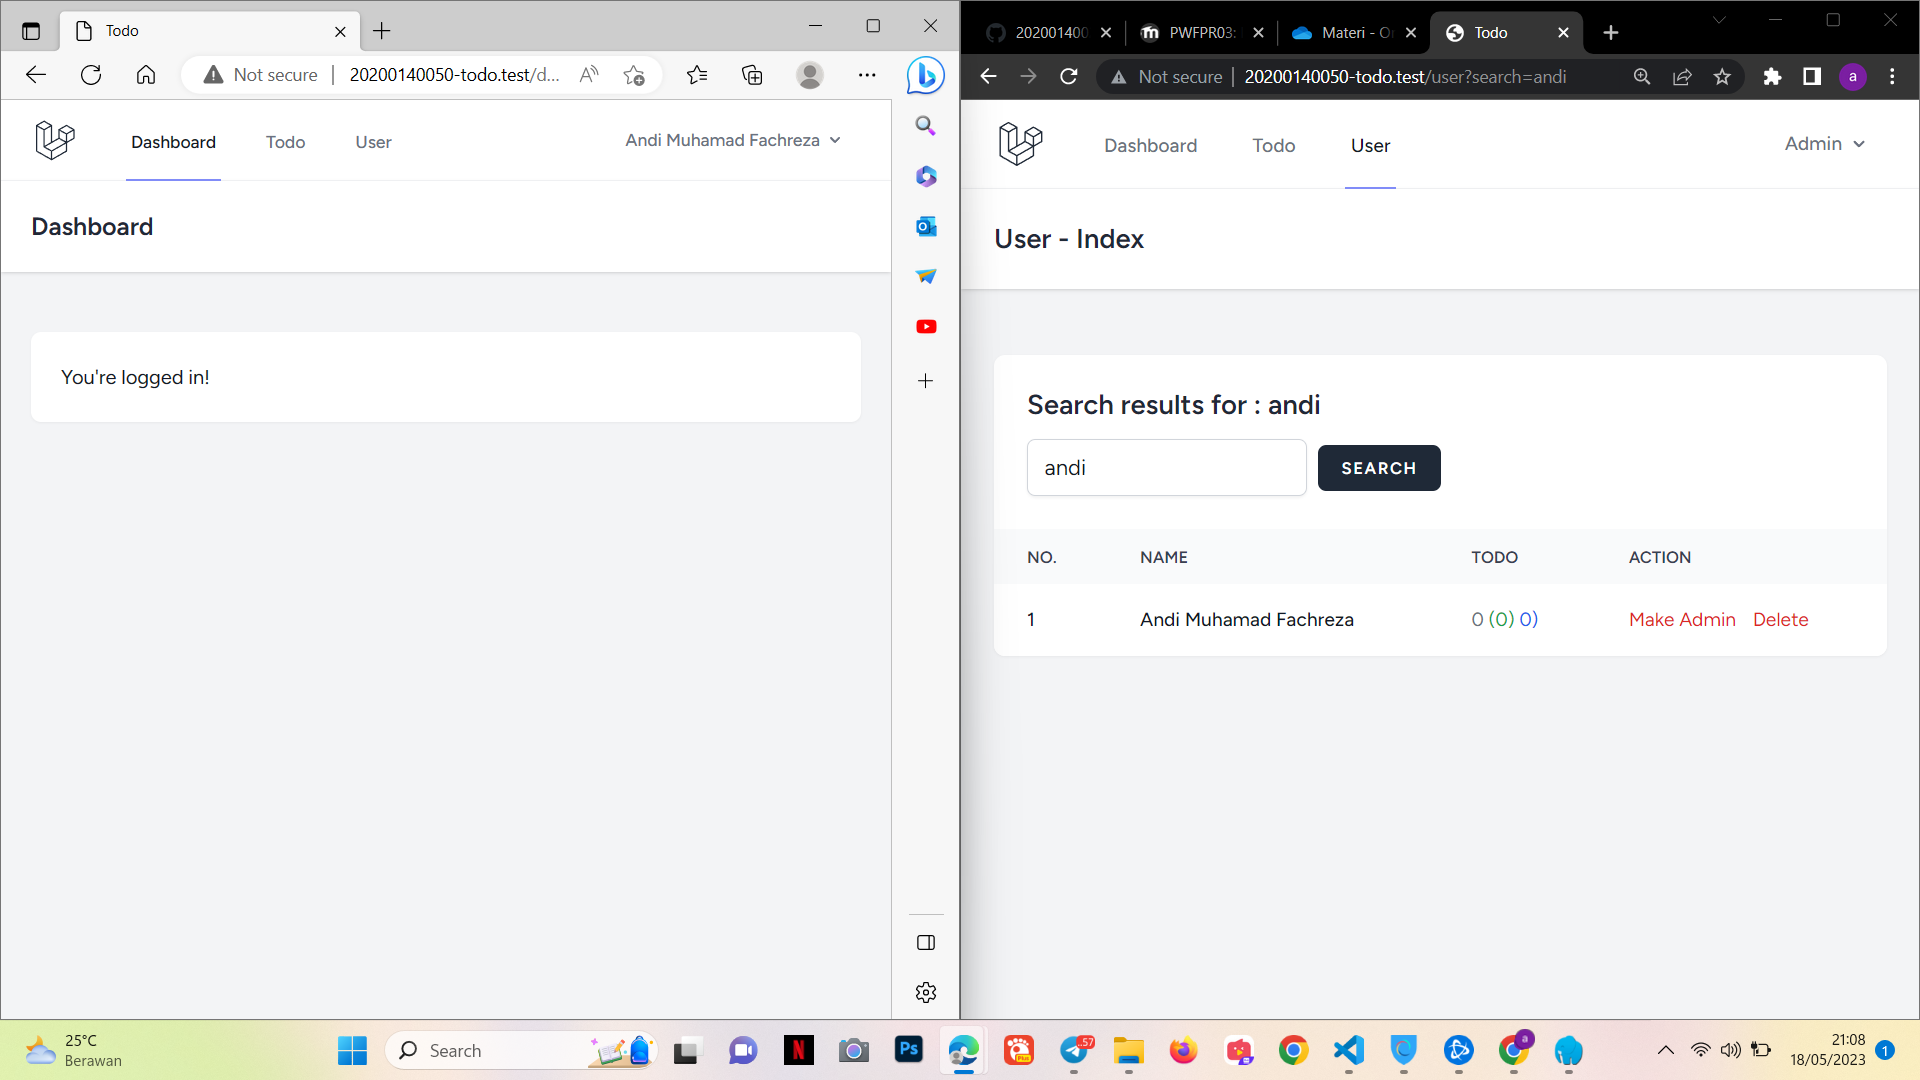 Todo
Not secure | 20200140050-todo.test/d...
Dashboard Todo User Andi Muhamad Fachreza
Dashboard
You're logged in!
202001400 PWFPR03: Materi - O Todo
Not secure | 20200140050-todo.test/user?search=andi
Dashboard Todo User Admin
User - Index
Search results for : andi
andi SEARCH
NO. NAME TODO ACTION
1 Andi Muhamad Fachreza 0 (0) 0) Make Admin Delete
25°C
Berawan
Search
N
Ps
Plus
..57
a
21:08
18/05/2023
1